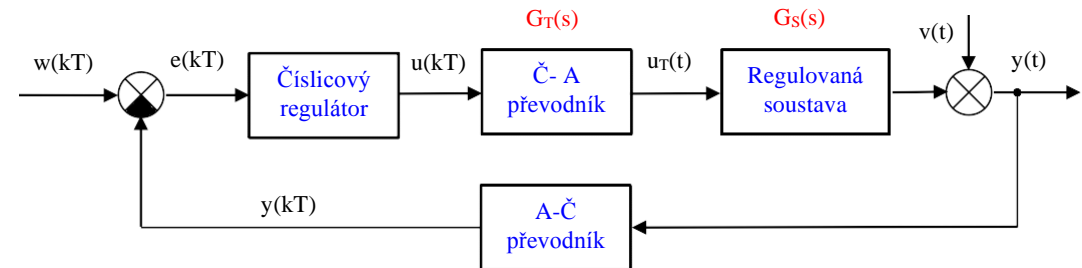 G_T(s)
G_S(s)
v(t)
w(kT)
e(kT)
Číslicový
regulátor
u(kT)
Č- A
převodník
u_T(t)
Regulovaná
soustava
y(t)
y(kT)
A-Č
převodník